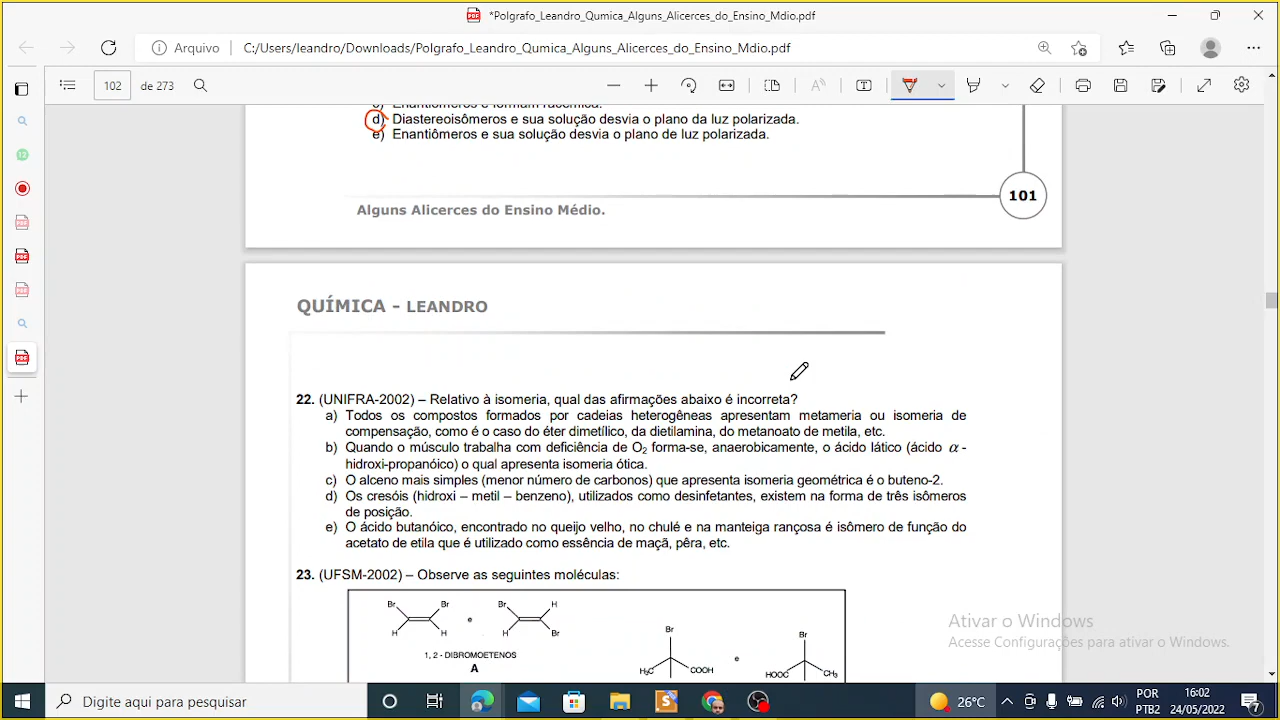 *Polgrafo_Leandro_Qumica_Alguns_Alicerces_do_Ensino_Mdio.pdf
Arquivo
C:/Users/leandro/Downloads/Polgrafo_Leandro_Qumica_Alguns_Alicerces_do_Ensino_Mdio.pdf
102 de 273
d) Diastereoisômeros e sua solução desvia o plano da luz polarizada.
e) Enantiômeros e sua solução desvia o plano de luz polarizada.
Alguns Alicerces do Ensino Médio.
101
QUÍMICA - LEANDRO
22. (UNIFRA-2002) – Relativo à isomeria, qual das afirmações abaixo é incorreta?
a) Todos os compostos formados por cadeias heterogêneas apresentam metameria ou isomeria de
compensação, como é o caso do éter dimetílico, da dietilamina, do metanoato de metila, etc.
b) Quando o músculo trabalha com deficiência de O₂ forma-se, anaerobicamente, o ácido lático (ácido α -
hidroxi-propanóico) o qual apresenta isomeria ótica.
c) O alceno mais simples (menor número de carbonos) que apresenta isomeria geométrica é o buteno-2.
d) Os cresóis (hidroxi – metil – benzeno), utilizados como desinfetantes, existem na forma de três isômeros
de posição.
e) O ácido butanóico, encontrado no queijo velho, no chulé e na manteiga rançosa é isômero de função do
acetato de etila que é utilizado como essência de maçã, pêra, etc.
23. (UFSM-2002) – Observe as seguintes moléculas:
Br Br e Br H
H H H Br
1, 2 - DIBROMOETENOS
A
Br e Br
H₃C COOH HOOC CH₃
Ativar o Windows
Acesse Configurações para ativar o Windows.
Digite aqui para pesquisar
26°C
POR
PTB2
16:02
24/05/2022
7